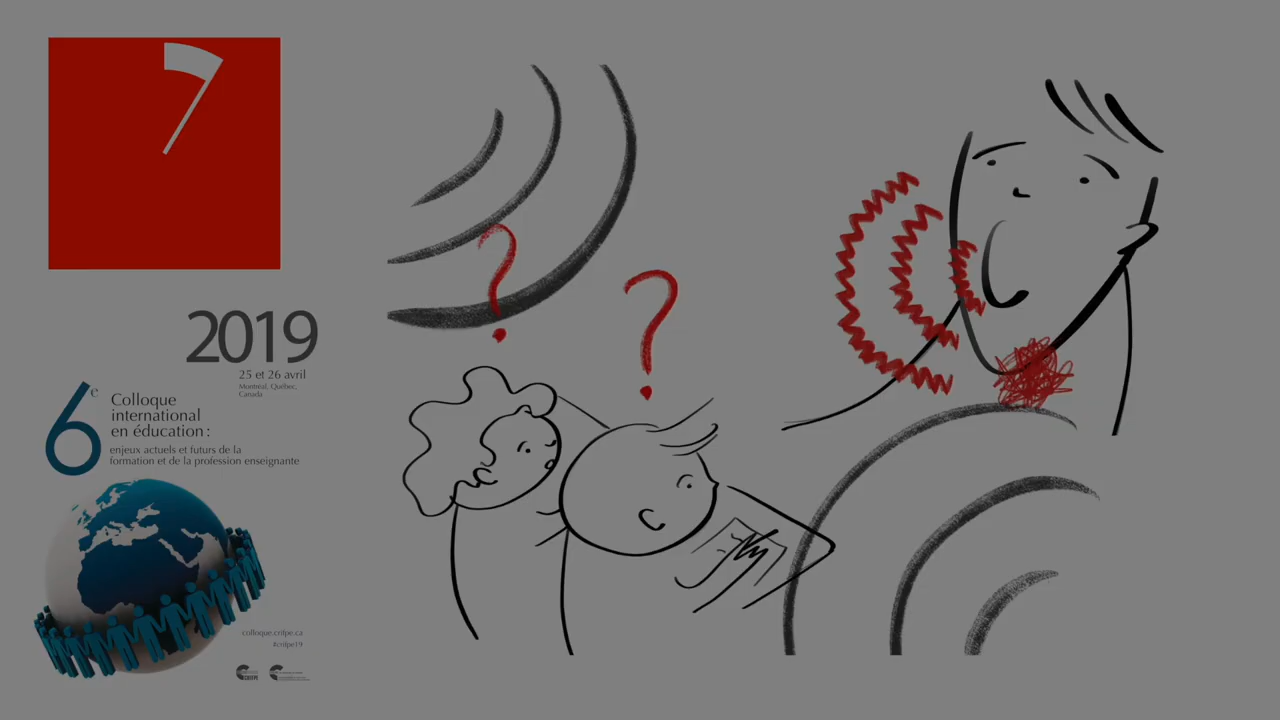 2019
25 et 26 avril
Montréal, Québec,
Canada
6e
Colloque
international
en éducation :
enjeux actuels et futurs de la
formation et de la profession enseignante
?
?
colloque.crifpe.ca
#crifpe19
CRIFPE